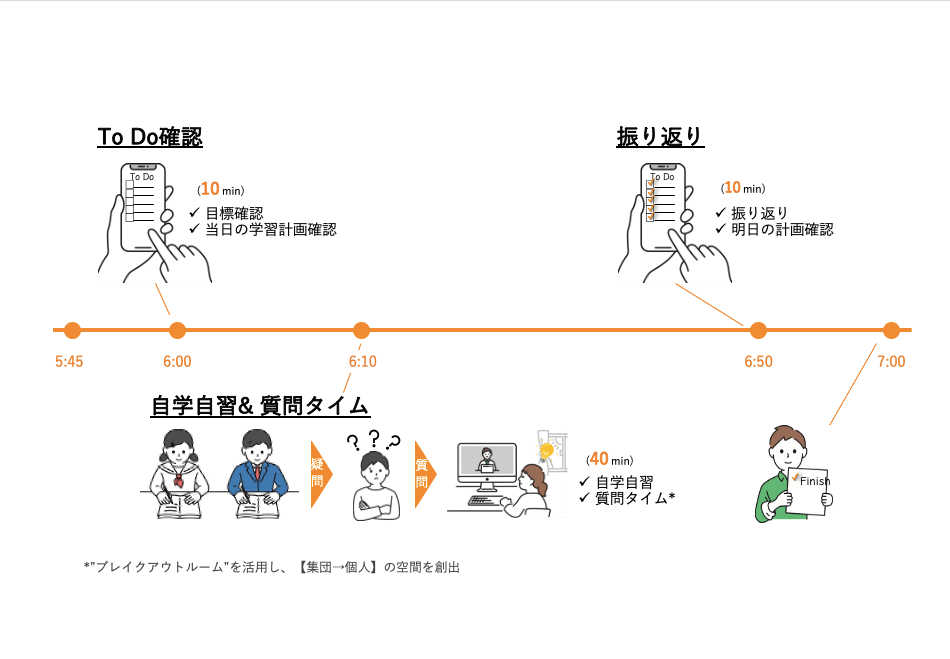 To Do確認
To Do
(10 min)
✓ 目標確認
✓ 当日の学習計画確認
振り返り
To Do
(10 min)
✓ 振り返り
✓ 明日の計画確認
5:45
6:00
6:10
6:50
7:00
自学自習& 質問タイム
疑問
? ? ?
質問
(40 min)
✓ 自学自習
✓ 質問タイム*
Finish
*”ブレイクアウトルーム”を活用し、【集団→個人】の空間を創出